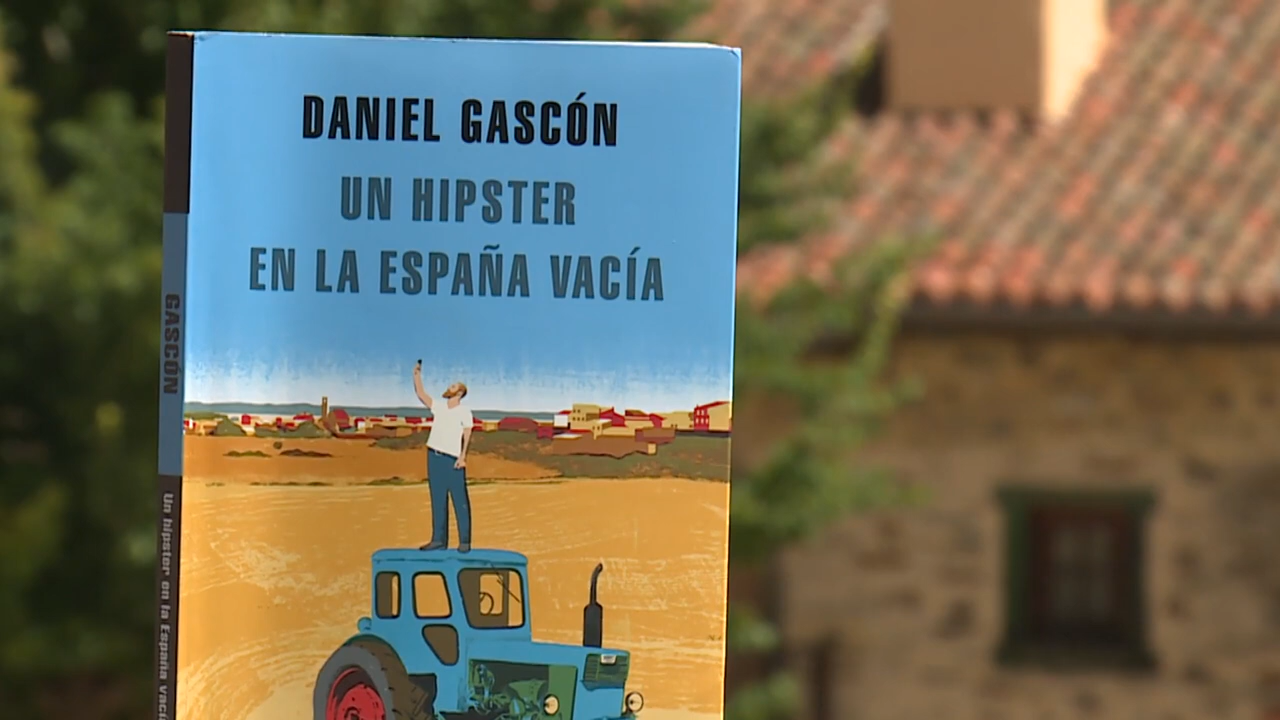 DANIEL GASCÓN
UN HIPSTER
EN LA ESPAÑA VACÍA
GASCÓN
Un hipster en la España vacía